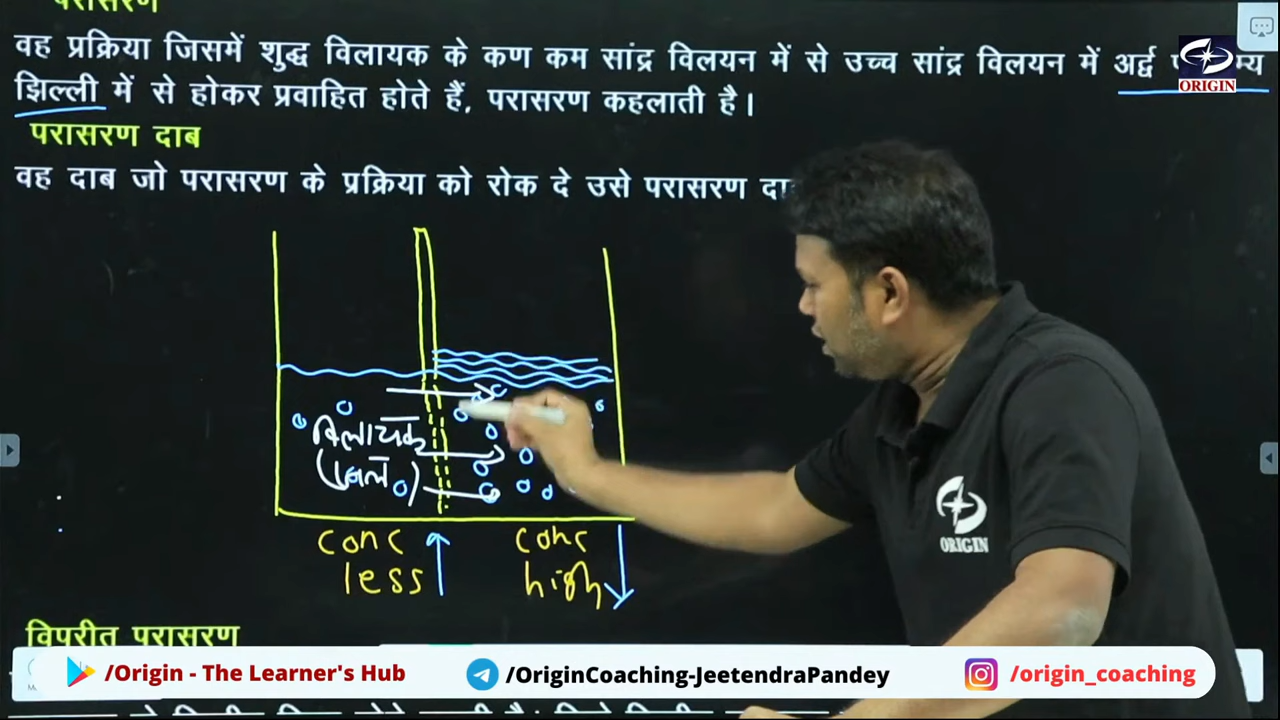 परासरण
वह प्रक्रिया जिसमें शुद्ध विलायक के कण कम सांद्र विलयन में से उच्च सांद्र विलयन में अर्द्व
झिल्ली में से होकर प्रवाहित होते हैं, परासरण कहलाती है।
ORIGIN
परासरण दाब
वह दाब जो परासरण के प्रक्रिया को रोक दे उसे परासरण
विलायक
(जल)
conc less
conc high
ORIGIN
विपरीत परासरण
/Origin - The Learner's Hub
/OriginCoaching-JeetendraPandey
/origin_coaching